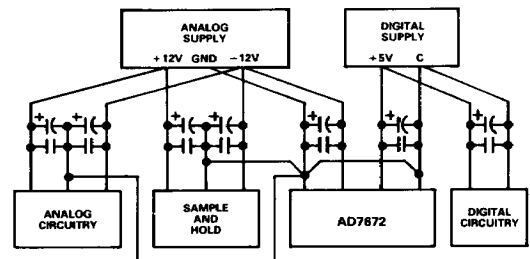 ANALOG
SUPPLY
+12V GND −12V
DIGITAL
SUPPLY
+5V C
+ + + + + +
ANALOG
CIRCUITRY
SAMPLE
AND
HOLD
AD7672
DIGITAL
CIRCUITRY